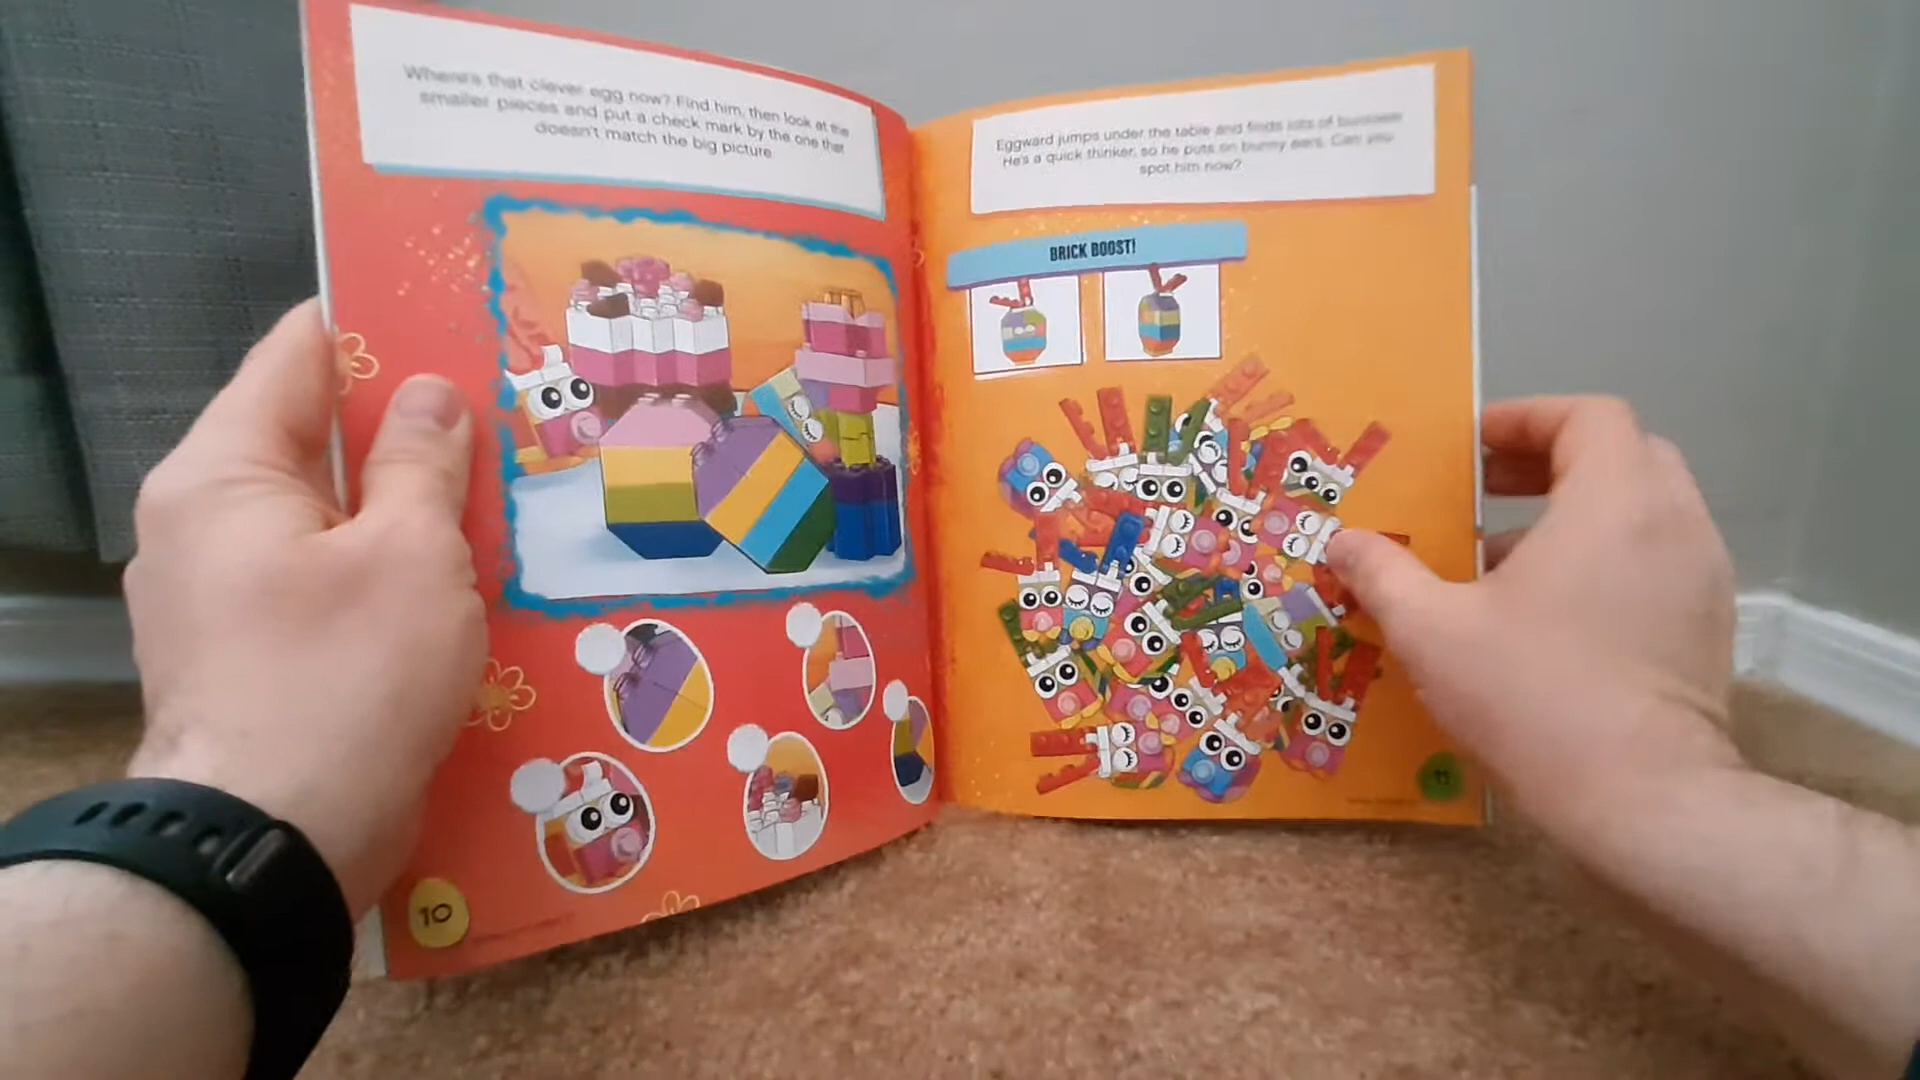 Where's that clever egg now? Find him, then look at the
smaller pieces and put a check mark by the one that
doesn't match the big picture.
Eggward jumps under the table and finds lots of bunnies!
He's a quick thinker, so he puts on bunny ears. Can you
spot him now?
BRICK BOOST!
10
11